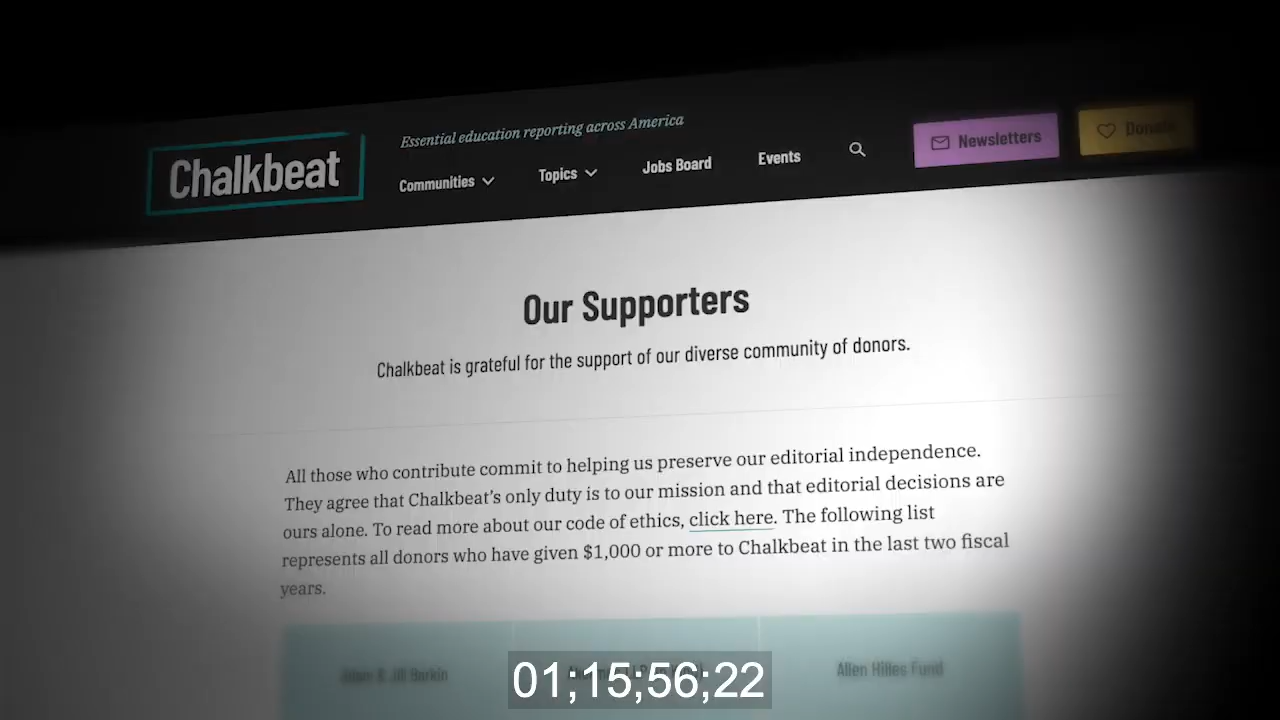 Essential education reporting across America
Chalkbeat
Communities
Topics
Jobs Board
Events
Newsletters
Donate
Our Supporters
Chalkbeat is grateful for the support of our diverse community of donors.
All those who contribute commit to helping us preserve our editorial independence.
They agree that Chalkbeat's only duty is to our mission and that editorial decisions are
ours alone. To read more about our code of ethics, click here. The following list
represents all donors who have given $1,000 or more to Chalkbeat in the last two fiscal
years.
Jill Barkin
Allen Hilles Fund
01;15;56;22